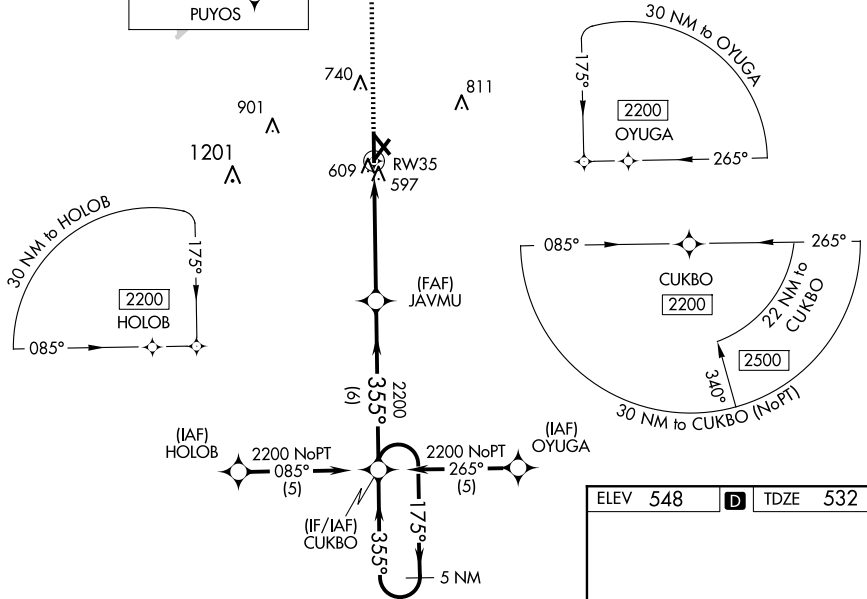 PUYOS
30 NM to OYUGA
175°
2200
OYUGA
265°
740
811
901
1201
609
RW35
597
30 NM to HOLOB
175°
2200
HOLOB
085°
085°
265°
CUKBO
2200
22 NM to
CUKBO
2500
340°
30 NM to CUKBO (NoPT)
(FAF)
JAVMU
2200
355°
(6)
(IAF)
HOLOB
2200 NoPT
085°
(5)
2200 NoPT
265°
(5)
(IAF)
OYUGA
(IF/IAF)
CUKBO
355°
175°
5 NM
ELEV 548
D
TDZE 532